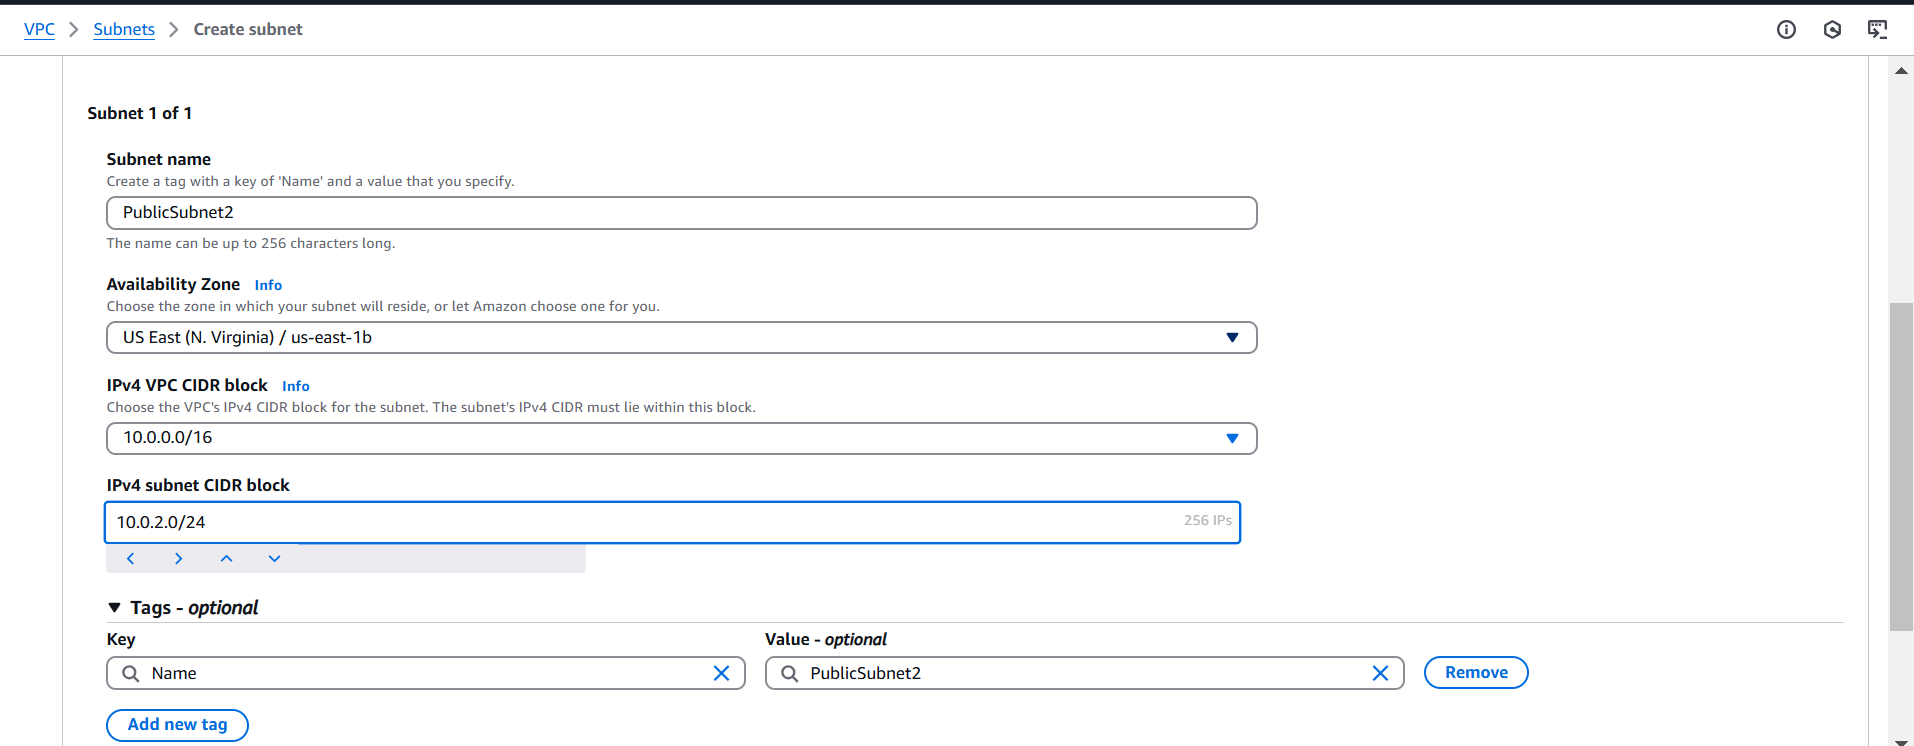 VPC > Subnets > Create subnet
Subnet 1 of 1
Subnet name
Create a tag with a key of 'Name' and a value that you specify.
PublicSubnet2
The name can be up to 256 characters long.
Availability Zone Info
Choose the zone in which your subnet will reside, or let Amazon choose one for you.
US East (N. Virginia) / us-east-1b
IPv4 VPC CIDR block Info
Choose the VPC's IPv4 CIDR block for the subnet. The subnet's IPv4 CIDR must lie within this block.
10.0.0.0/16
IPv4 subnet CIDR block
10.0.2.0/24 256 IPs
Tags - optional
Key Value - optional
Name PublicSubnet2 Remove
Add new tag